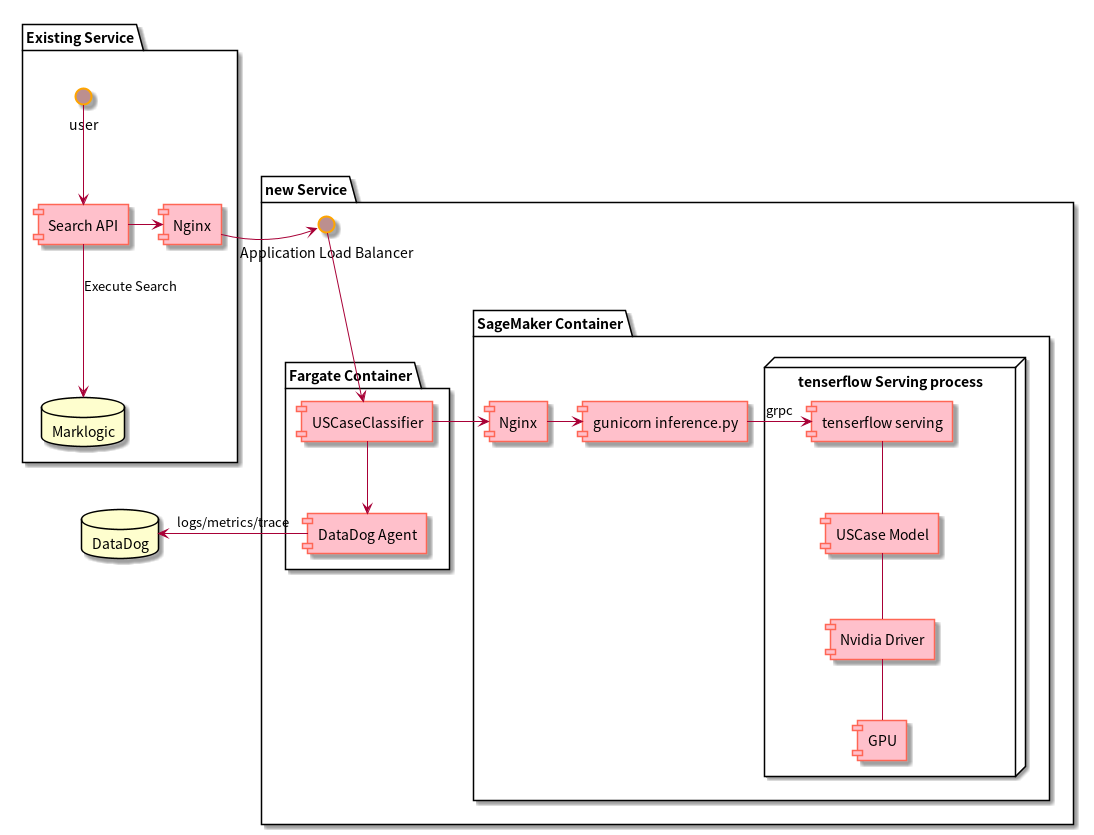 Existing Service
user
new Service
Search API
Nginx
Application Load Balancer
Execute Search
SageMaker Container
Fargate Container
tenserflow Serving process
Marklogic
USCaseClassifier
Nginx
gunicorn inference.py
grpc
tenserflow serving
logs/metrics/trace
DataDog
DataDog Agent
USCase Model
Nvidia Driver
GPU